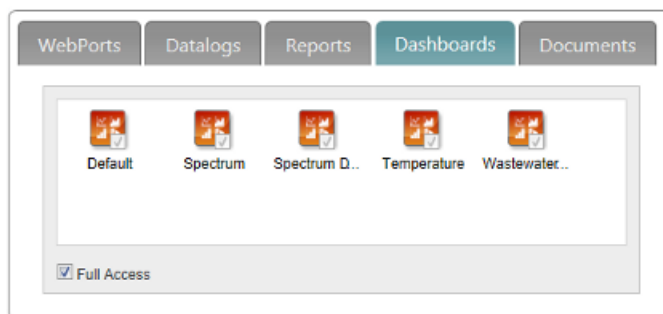 WebPorts Datalogs Reports Dashboards Documents
Default Spectrum Spectrum D... Temperature Wastewater...
Full Access